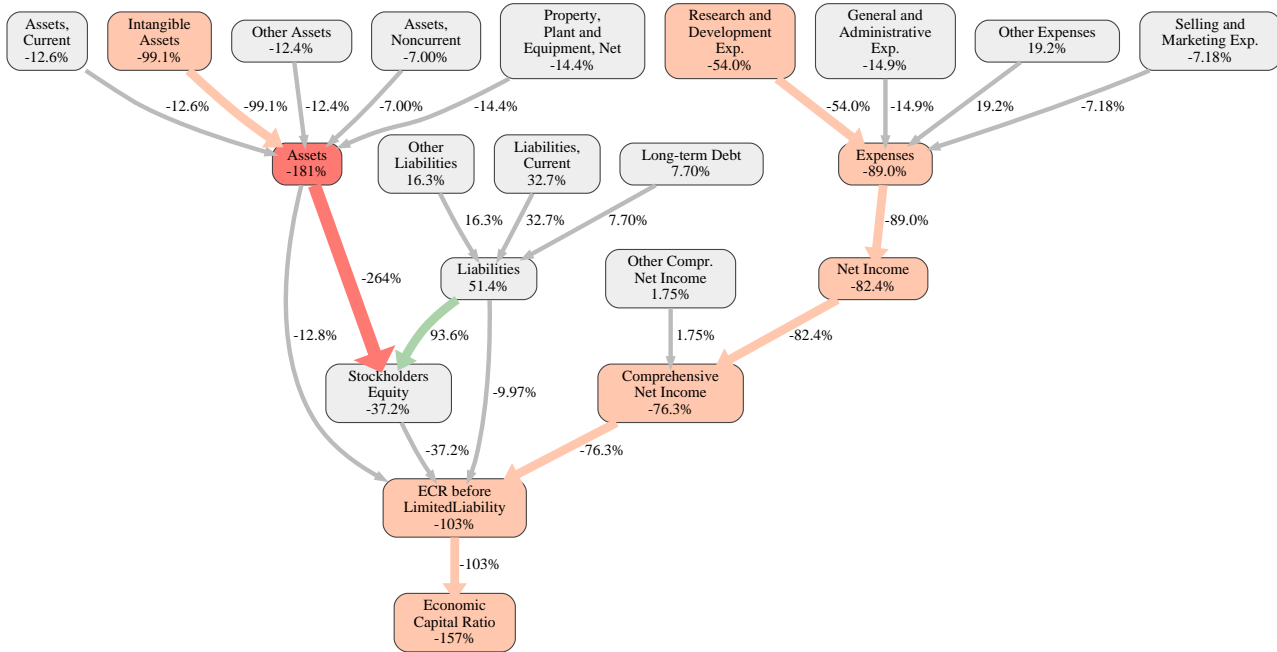 Assets,
Current
-12.6%
Intangible
Assets
-99.1%
Other Assets
-12.4%
Assets,
Noncurrent
-7.00%
Property,
Plant and
Equipment, Net
-14.4%
Research and
Development
Exp.
-54.0%
General and
Administrative
Exp.
-14.9%
Other Expenses
19.2%
Selling and
Marketing Exp.
-7.18%
-12.6%
-99.1%
-12.4%
-7.00%
-14.4%
-54.0%
-14.9%
19.2%
-7.18%
Assets
-181%
Other
Liabilities
16.3%
Liabilities,
Current
32.7%
Long-term Debt
7.70%
Expenses
-89.0%
16.3%
32.7%
7.70%
-89.0%
-264%
Liabilities
51.4%
Other Compr.
Net Income
1.75%
Net Income
-82.4%
-12.8%
93.6%
1.75%
-82.4%
Stockholders
Equity
-37.2%
-9.97%
Comprehensive
Net Income
-76.3%
-37.2%
-76.3%
ECR before
LimitedLiability
-103%
-103%
Economic
Capital Ratio
-157%